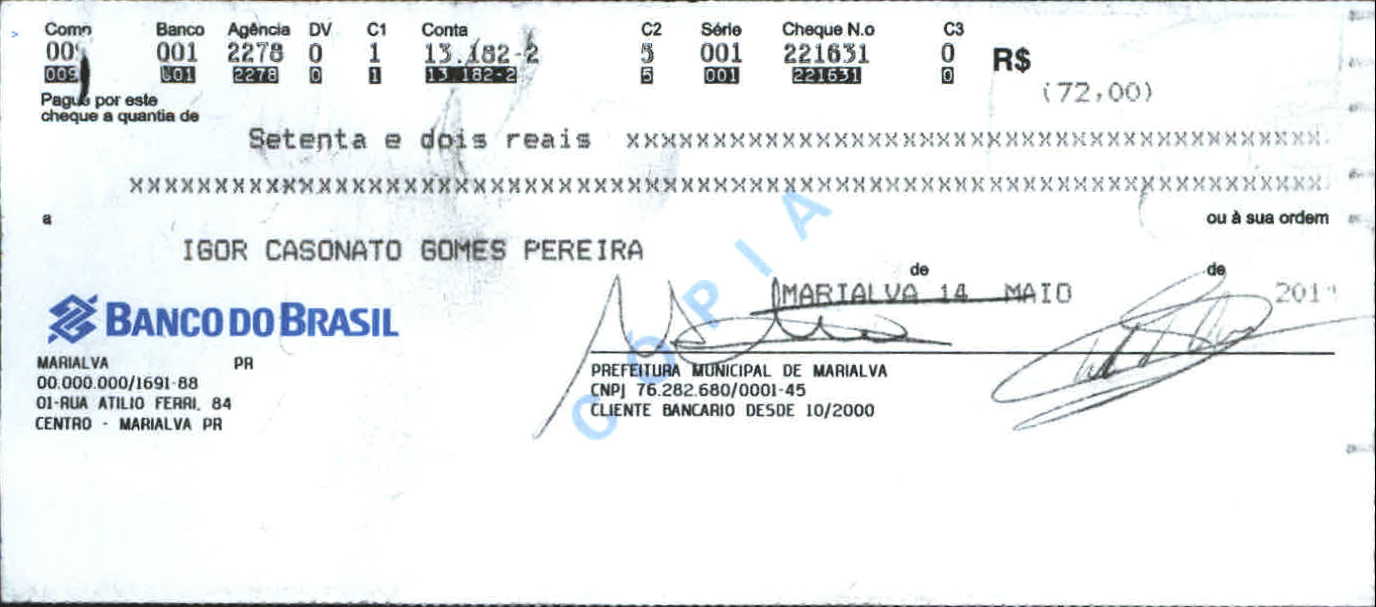 Comp Banco Agência DV C1 Conta C2 Série Cheque N.o C3
001 2278 0 1 13.182-2 5 001 221631 0 R$
009 001 2278 0 1 13.182-2 5 001 221631 0
(72,00)
Pague por este
cheque a quantia de
Setenta e dois reais xxxxxxxxxxxxxxxxxxxxxxxxxxxxxxxxxxxxxxxxx
xxxxxxxxxxxxxxxxxxxxxxxxxxxxxxxxxxxxxxxxxxxxxxxxxxxxxxxxxxxxxxxxxxxxx
a ou à sua ordem
IGOR CASONATO GOMES PEREIRA
de de
MARIALVA 14 MAIO
BANCO DO BRASIL
MARIALVA PR
00.000.000/1691-88
01-RUA ATILIO FERRI, 84
CENTRO - MARIALVA PR
PREFEITURA MUNICIPAL DE MARIALVA
CNPJ 76.282.680/0001-45
CLIENTE BANCARIO DESDE 10/2000
CÓPIA